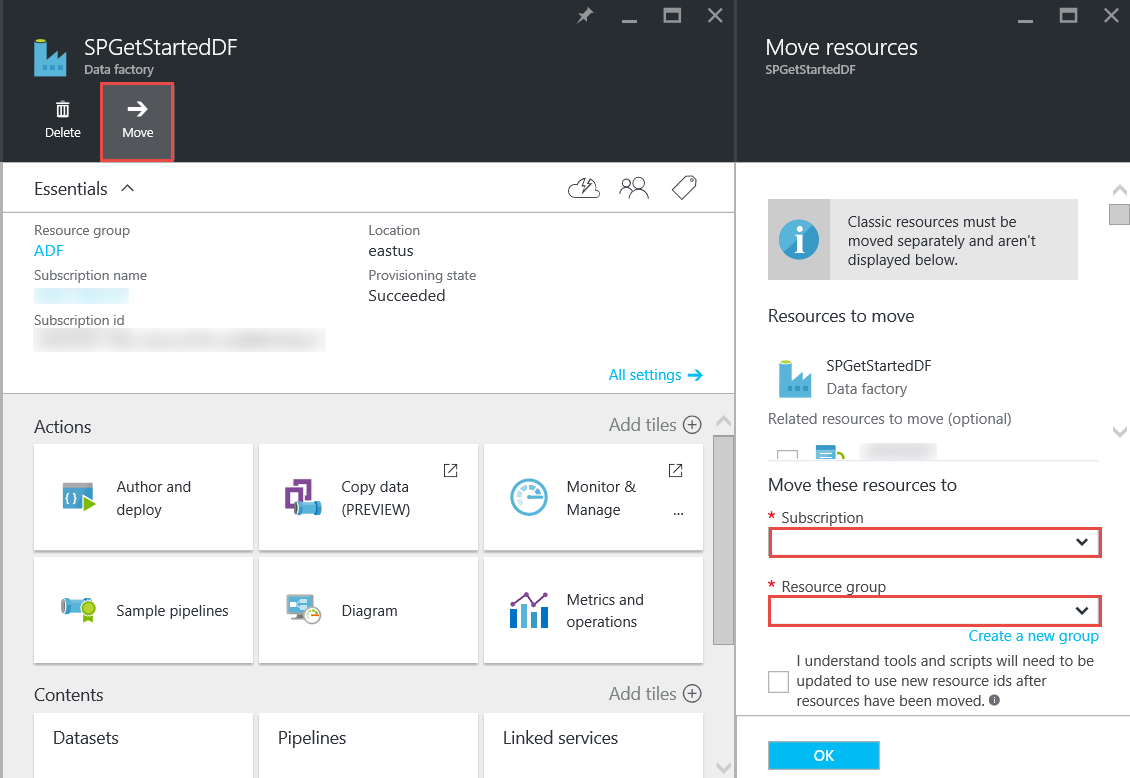 SPGetStartedDF
Data factory
Delete
Move
Essentials
Resource group
ADF
Subscription name
Subscription id
Location
eastus
Provisioning state
Succeeded
All settings
Actions
Add tiles
Author and
deploy
Copy data
(PREVIEW)
Monitor &
Manage
...
Sample pipelines
Diagram
Metrics and
operations
Contents
Add tiles
Datasets
Pipelines
Linked services
Move resources
SPGetStartedDF
Classic resources must be
moved separately and aren't
displayed below.
Resources to move
SPGetStartedDF
Data factory
Related resources to move (optional)
Move these resources to
* Subscription
* Resource group
Create a new group
I understand tools and scripts will need to be
updated to use new resource ids after
resources have been moved.
OK